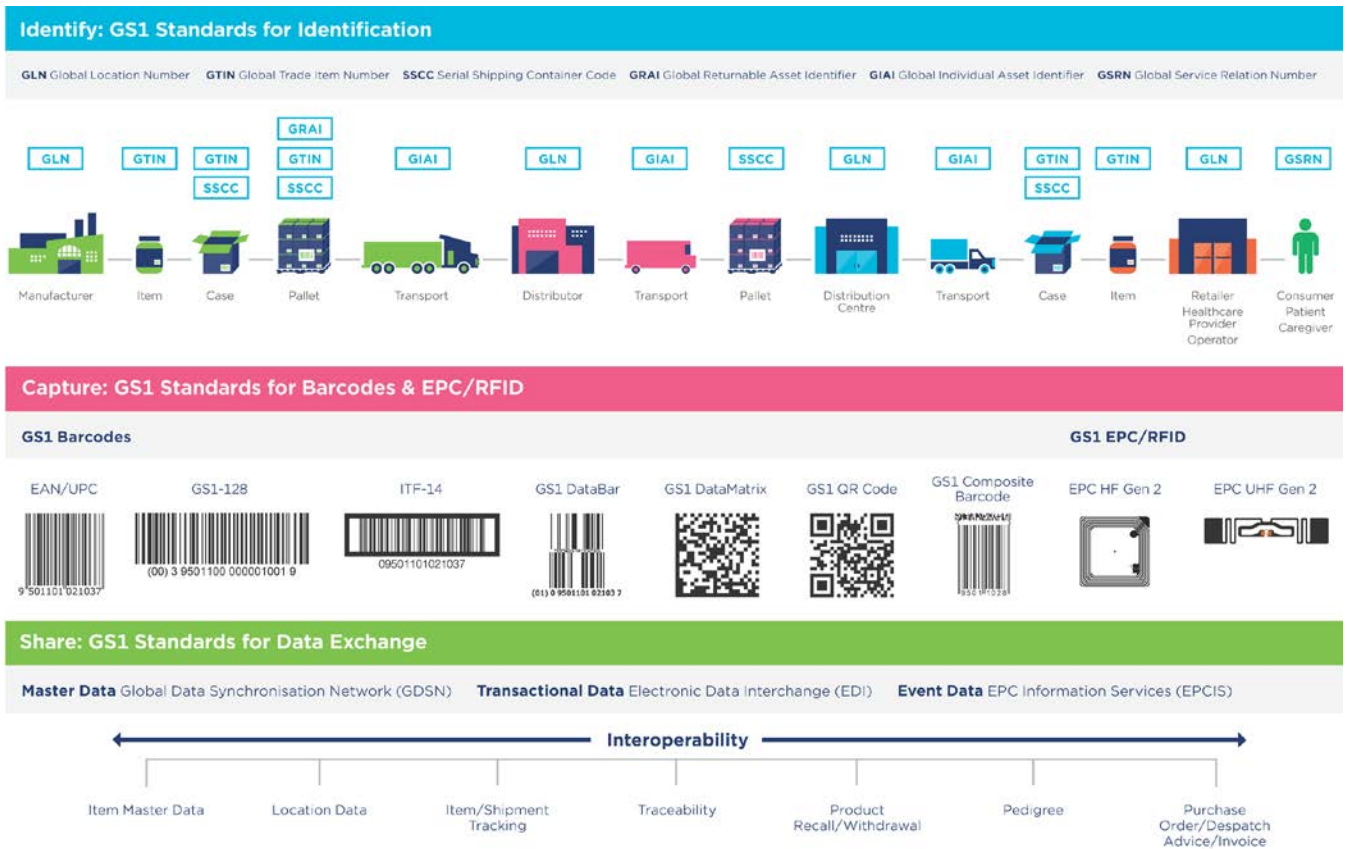 Identify: GS1 Standards for Identification
GLN Global Location Number GTIN Global Trade Item Number SSCC Serial Shipping Container Code GRAI Global Returnable Asset Identifier GIAI Global Individual Asset Identifier GSRN Global Service Relation Number
GRAI
GLN GTIN GTIN GTIN GIAI GLN GIAI SSCC GLN GIAI GTIN GTIN GLN GSRN
SSCC SSCC SSCC
Manufacturer Item Case Pallet Transport Distributor Transport Pallet Distribution Transport Case Item Retailer Consumer
Centre Healthcare Patient
Provider Caregiver
Operator
Capture: GS1 Standards for Barcodes & EPC/RFID
GS1 Barcodes GS1 EPC/RFID
EAN/UPC GS1-128 ITF-14 GS1 DataBar GS1 DataMatrix GS1 QR Code GS1 Composite EPC HF Gen 2 EPC UHF Gen 2
Barcode
9 501101 021037
(00) 3 9501100 000001001 9
09501101021037
(01) 0 9501101 02103 7
Share: GS1 Standards for Data Exchange
Master Data Global Data Synchronisation Network (GDSN) Transactional Data Electronic Data Interchange (EDI) Event Data EPC Information Services (EPCIS)
Interoperability
Item Master Data Location Data Item/Shipment Traceability Product Pedigree Purchase
Tracking Recall/Withdrawal Order/Despatch
Advice/Invoice